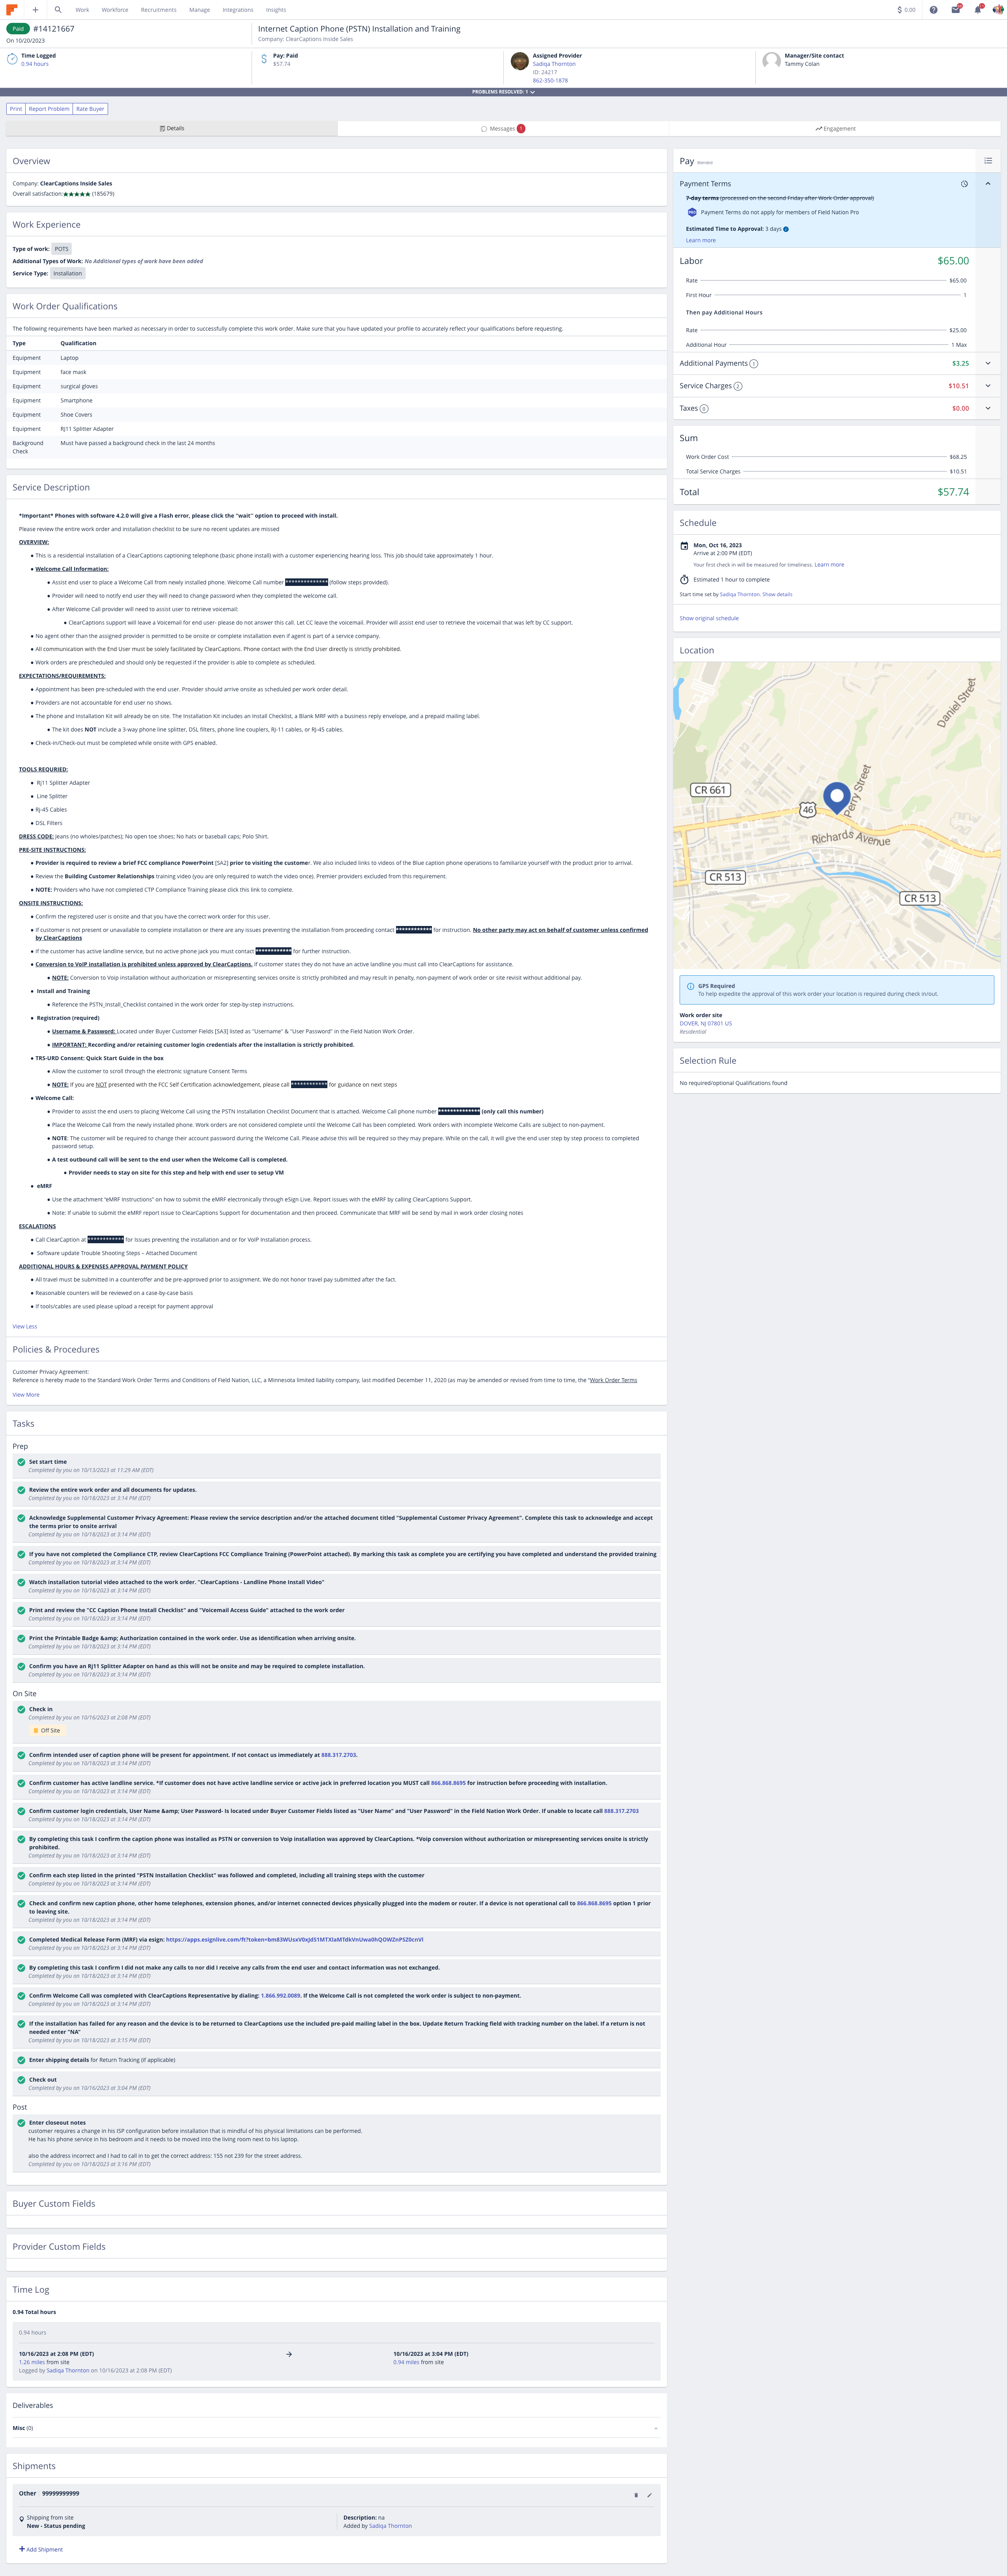 Work Workforce Recruitments Manage Integrations Insights $ 0.00
Paid #14121667
On 10/20/2023
Internet Caption Phone (PSTN) Installation and Training
Company: ClearCaptions Inside Sales
Time Logged
0.94 hours
Pay: Paid
$57.74
Assigned Provider
Sadiqa Thornton
ID: 24217
862-350-1878
Manager/Site contact
Tammy Colan
PROBLEMS RESOLVED: 1
Print Report Problem Rate Buyer
Details
Messages 1
Engagement
Overview
Company: ClearCaptions Inside Sales
Overall satisfaction: ★★★★★ (185679)
Work Experience
Type of work: POTS
Additional Types of Work: No Additional types of work have been added
Service Type: Installation
Work Order Qualifications
The following requirements have been marked as necessary in order to successfully complete this work order. Make sure that you have updated your profile to accurately reflect your qualifications before requesting.
Type Qualification
Equipment Laptop
Equipment face mask
Equipment surgical gloves
Equipment Smartphone
Equipment Shoe Covers
Equipment RJ11 Splitter Adapter
Background Check Must have passed a background check in the last 24 months
Service Description
*Important* Phones with software 4.2.0 will give a Flash error, please click the "wait" option to proceed with install.
Please review the entire work order and installation checklist to be sure no recent updates are missed
OVERVIEW:
• This is a residential installation of a ClearCaptions captioning telephone (basic phone install) with a customer experiencing hearing loss. This job should take approximately 1 hour.
• Welcome Call Information:
• Assist end user to place a Welcome Call from newly installed phone. Welcome Call number ************** (follow steps provided).
• Provider will need to notify end user they will need to change password when they completed the welcome call.
• After Welcome Call provider will need to assist user to retrieve voicemail:
• ClearCaptions support will leave a Voicemail for End user- please do not answer this call. Let CC leave the voicemail. Provider will assist end user to retrieve the voicemail that was left by CC support.
• No agent other than the assigned provider is permitted to be onsite or complete installation even if agent is part of a service company.
• All communication with the End User must be solely facilitated by ClearCaptions. Phone contact with the End User directly is strictly prohibited.
• Work orders are prescheduled and should only be requested if the provider is able to complete as scheduled.
EXPECTATIONS/REQUIREMENTS:
• Appointment has been pre-scheduled with the end user. Provider should arrive onsite as scheduled per work order detail.
• Providers are not accountable for end user no shows.
• The phone and Installation Kit will already be on site. The Installation Kit includes an Install Checklist, a Blank MRF with a business reply envelope, and a prepaid mailing label.
• The kit does NOT include a 3-way phone line splitter, DSL filters, phone line couplers, RJ-11 cables, or RJ-45 cables.
• Check-in/Check-out must be completed while onsite with GPS enabled.
TOOLS REQURIED:
• RJ11 Splitter Adapter
• Line Splitter
• RJ-45 Cables
• DSL Filters
DRESS CODE: Jeans (no wholes/patches); No open toe shoes; No hats or baseball caps; Polo Shirt.
PRE-SITE INSTRUCTIONS:
• Provider is required to review a brief FCC compliance PowerPoint [SA2] prior to visiting the customer. We also included links to videos of the Blue caption phone operations to familiarize yourself with the product prior to arrival.
• Review the Building Customer Relationships training video (you are only required to watch the video once). Premier providers excluded from this requirement.
• NOTE: Providers who have not completed CTP Compliance Training please click this link to complete.
ONSITE INSTRUCTIONS:
• Confirm the registered user is onsite and that you have the correct work order for this user.
• If customer is not present or unavailable to complete installation or there are any issues preventing the installation from proceeding contact ************ for instruction. No other party may act on behalf of customer unless confirmed
by ClearCaptions
• If the customer has active landline service, but no active phone jack you must contact ************ for further instruction.
• Conversion to VoIP installation is prohibited unless approved by ClearCaptions. If customer states they do not have an active landline you must call into ClearCaptions for assistance.
• NOTE: Conversion to Voip installation without authorization or misrepresenting services onsite is strictly prohibited and may result in penalty, non-payment of work order or site revisit without additional pay.
• Install and Training
• Reference the PSTN_Install_Checklist contained in the work order for step-by-step instructions.
• Registration (required)
• Username & Password: Located under Buyer Customer Fields [SA3] listed as "Username" & "User Password" in the Field Nation Work Order.
• IMPORTANT: Recording and/or retaining customer login credentials after the installation is strictly prohibited.
• TRS-URD Consent: Quick Start Guide in the box
• Allow the customer to scroll through the electronic signature Consent Terms
• NOTE: If you are NOT presented with the FCC Self Certification acknowledgement, please call ************ for guidance on next steps
• Welcome Call:
• Provider to assist the end users to placing Welcome Call using the PSTN Installation Checklist Document that is attached. Welcome Call phone number ************** (only call this number)
• Place the Welcome Call from the newly installed phone. Work orders are not considered complete until the Welcome Call has been completed. Work orders with incomplete Welcome Calls are subject to non-payment.
• NOTE: The customer will be required to change their account password during the Welcome Call. Please advise this will be required so they may prepare. While on the call, it will give the end user step by step process to completed
password setup.
• A test outbound call will be sent to the end user when the Welcome Call is completed.
• Provider needs to stay on site for this step and help with end user to setup VM
• eMRF
• Use the attachment "eMRF Instructions" on how to submit the eMRF electronically through eSign Live. Report issues with the eMRF by calling ClearCaptions Support.
• Note: If unable to submit the eMRF report issue to ClearCaptions Support for documentation and then proceed. Communicate that MRF will be send by mail in work order closing notes
ESCALATIONS
• Call ClearCaption at ************ for Issues preventing the installation and or for VoIP Installation process.
• Software update Trouble Shooting Steps – Attached Document
ADDITIONAL HOURS & EXPENSES APPROVAL PAYMENT POLICY
• All travel must be submitted in a counteroffer and be pre-approved prior to assignment. We do not honor travel pay submitted after the fact.
• Reasonable counters will be reviewed on a case-by-case basis
• If tools/cables are used please upload a receipt for payment approval
View Less
Policies & Procedures
Customer Privacy Agreement:
Reference is hereby made to the Standard Work Order Terms and Conditions of Field Nation, LLC, a Minnesota limited liability company, last modified December 11, 2020 (as may be amended or revised from time to time, the "Work Order Terms
View More
Tasks
Prep
Set start time
Completed by you on 10/13/2023 at 11:29 AM (EDT)
Review the entire work order and all documents for updates.
Completed by you on 10/18/2023 at 3:14 PM (EDT)
Acknowledge Supplemental Customer Privacy Agreement: Please review the service description and/or the attached document titled "Supplemental Customer Privacy Agreement". Complete this task to acknowledge and accept
the terms prior to onsite arrival
Completed by you on 10/18/2023 at 3:14 PM (EDT)
If you have not completed the Compliance CTP, review ClearCaptions FCC Compliance Training (PowerPoint attached). By marking this task as complete you are certifying you have completed and understand the provided training
Completed by you on 10/18/2023 at 3:14 PM (EDT)
Watch installation tutorial video attached to the work order. "ClearCaptions - Landline Phone Install Video"
Completed by you on 10/18/2023 at 3:14 PM (EDT)
Print and review the "CC Caption Phone Install Checklist" and "Voicemail Access Guide" attached to the work order
Completed by you on 10/18/2023 at 3:14 PM (EDT)
Print the Printable Badge &amp; Authorization contained in the work order. Use as identification when arriving onsite.
Completed by you on 10/18/2023 at 3:14 PM (EDT)
Confirm you have an RJ11 Splitter Adapter on hand as this will not be onsite and may be required to complete installation.
Completed by you on 10/18/2023 at 3:14 PM (EDT)
On Site
Check in
Completed by you on 10/16/2023 at 2:08 PM (EDT)
Off Site
Confirm intended user of caption phone will be present for appointment. If not contact us immediately at 888.317.2703.
Completed by you on 10/18/2023 at 3:14 PM (EDT)
Confirm customer has active landline service. *If customer does not have active landline service or active jack in preferred location you MUST call 866.868.8695 for instruction before proceeding with installation.
Completed by you on 10/18/2023 at 3:14 PM (EDT)
Confirm customer login credentials, User Name &amp; User Password- Is located under Buyer Customer Fields listed as "User Name" and "User Password" in the Field Nation Work Order. If unable to locate call 888.317.2703
Completed by you on 10/18/2023 at 3:14 PM (EDT)
By completing this task I confirm the caption phone was installed as PSTN or conversion to Voip installation was approved by ClearCaptions. *Voip conversion without authorization or misrepresenting services onsite is strictly
prohibited.
Completed by you on 10/18/2023 at 3:14 PM (EDT)
Confirm each step listed in the printed "PSTN Installation Checklist" was followed and completed, including all training steps with the customer
Completed by you on 10/18/2023 at 3:14 PM (EDT)
Check and confirm new caption phone, other home telephones, extension phones, and/or internet connected devices physically plugged into the modem or router. If a device is not operational call to 866.868.8695 option 1 prior
to leaving site.
Completed by you on 10/18/2023 at 3:14 PM (EDT)
Completed Medical Release Form (MRF) via esign:
Completed by you on 10/18/2023 at 3:14 PM (EDT)
By completing this task I confirm I did not make any calls to nor did I receive any calls from the end user and contact information was not exchanged.
Completed by you on 10/18/2023 at 3:14 PM (EDT)
Confirm Welcome Call was completed with ClearCaptions Representative by dialing: 1.866.992.0089. If the Welcome Call is not completed the work order is subject to non-payment.
Completed by you on 10/18/2023 at 3:14 PM (EDT)
If the installation has failed for any reason and the device is to be returned to ClearCaptions use the included pre-paid mailing label in the box. Update Return Tracking field with tracking number on the label. If a return is not
needed enter "NA"
Completed by you on 10/18/2023 at 3:15 PM (EDT)
Enter shipping details for Return Tracking (if applicable)
Check out
Completed by you on 10/16/2023 at 3:04 PM (EDT)
Post
Enter closeout notes
customer requires a change in his ISP configuration before installation that is mindful of his physical limitations can be performed.
He has his phone service in his bedroom and it needs to be moved into the living room next to his laptop.
also the address incorrect and I had to call in to get the correct address: 155 not 239 for the street address.
Completed by you on 10/18/2023 at 3:16 PM (EDT)
Buyer Custom Fields
Provider Custom Fields
Time Log
0.94 Total hours
0.94 hours
10/16/2023 at 2:08 PM (EDT) → 10/16/2023 at 3:04 PM (EDT)
1.26 miles from site 0.94 miles from site
Logged by Sadiqa Thornton on 10/16/2023 at 2:08 PM (EDT)
Deliverables
Misc (0)
Shipments
Other 99999999999
Shipping from site
New - Status pending
Description: na
Added by Sadiqa Thornton
+ Add Shipment
Pay Blended
Payment Terms
7-day terms (processed on the second Friday after Work Order approval)
PRO Payment Terms do not apply for members of Field Nation Pro
Estimated Time to Approval: 3 days
Learn more
Labor $65.00
Rate $65.00
First Hour 1
Then pay Additional Hours
Rate $25.00
Additional Hour 1 Max
Additional Payments 1 $3.25
Service Charges 2 $10.51
Taxes 0 $0.00
Sum
Work Order Cost $68.25
Total Service Charges $10.51
Total $57.74
Schedule
Mon, Oct 16, 2023
Arrive at 2:00 PM (EDT)
Your first check in will be measured for timeliness. Learn more
Estimated 1 hour to complete
Start time set by Sadiqa Thornton. Show details
Show original schedule
Location
Daniel Street
CR 661
46
Perry Street
Richards Avenue
CR 513
CR 513
GPS Required
To help expedite the approval of this work order your location is required during check in/out.
Work order site
DOVER, NJ 07801 US
Residential
Selection Rule
No required/optional Qualifications found